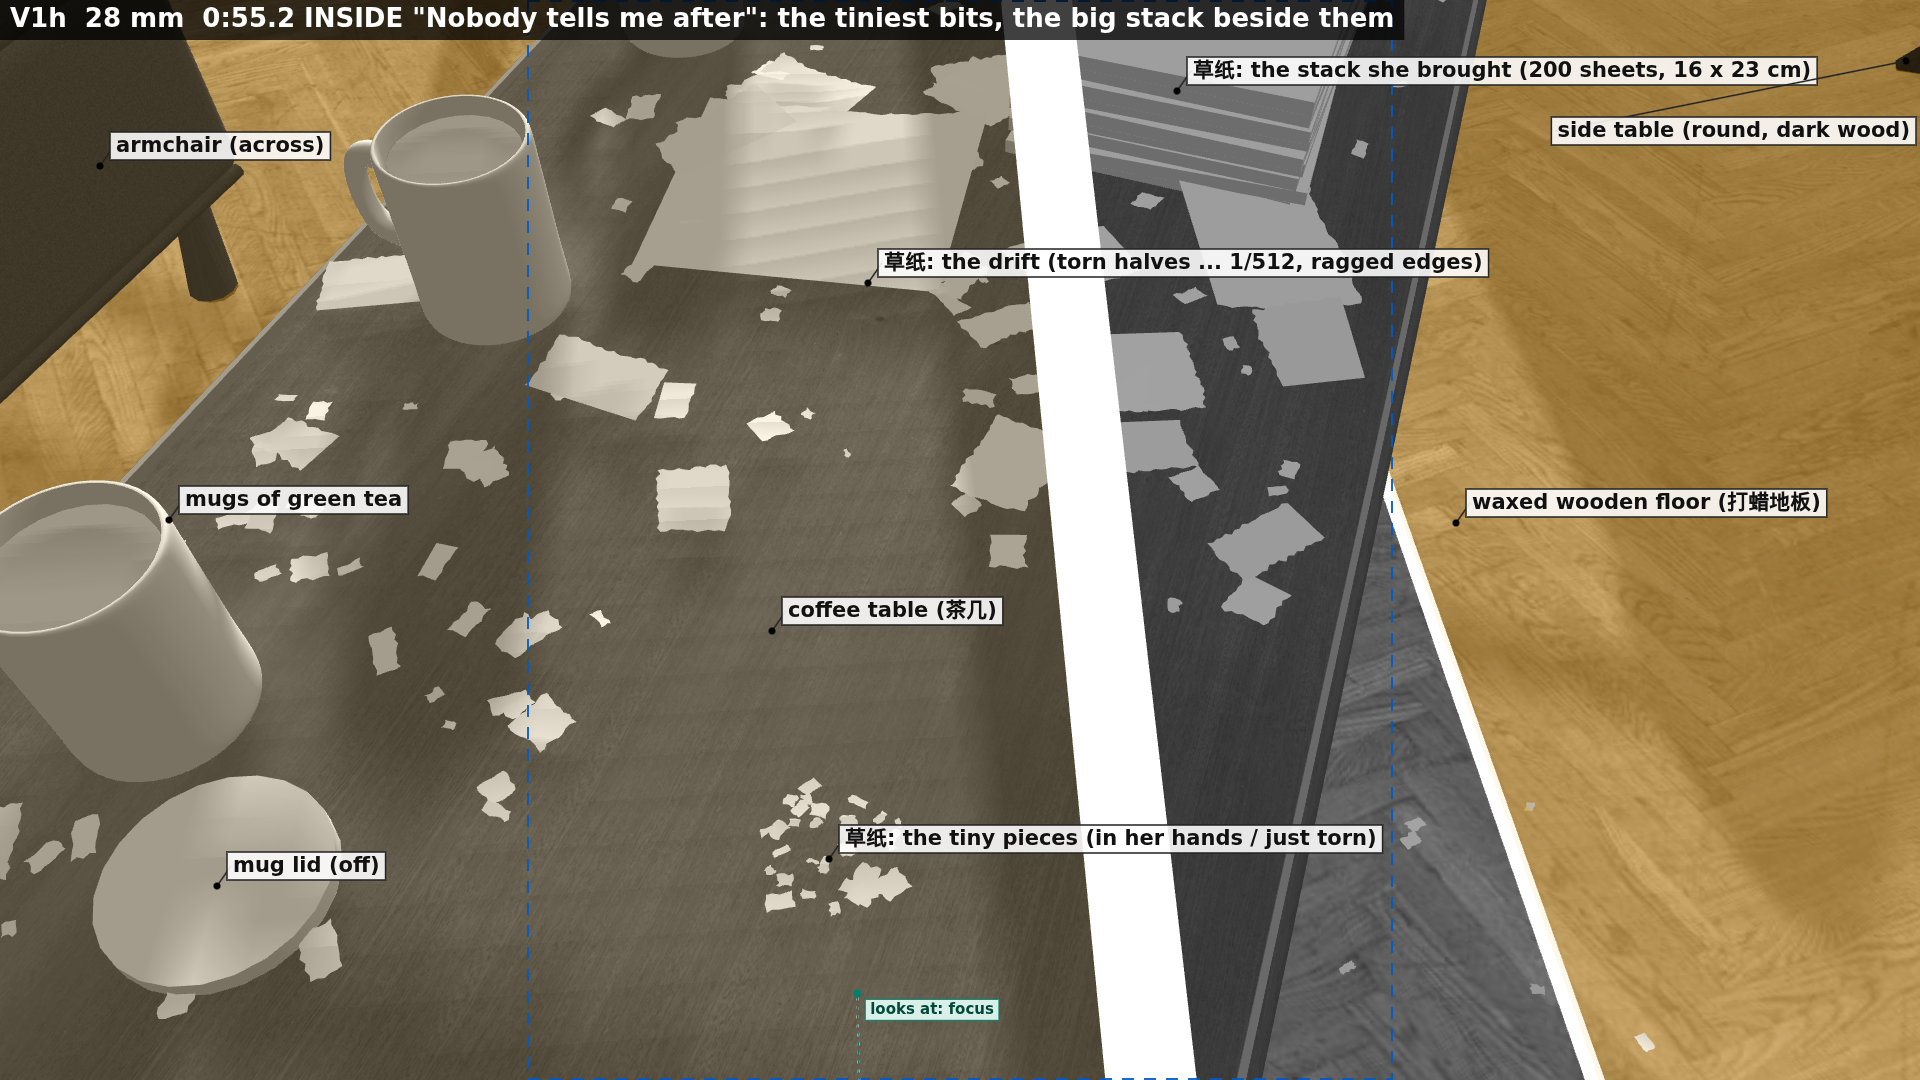 V1h 28 mm 0:55.2 INSIDE "Nobody tells me after": the tiniest bits, the big stack beside them
草纸: the stack she brought (200 sheets, 16 x 23 cm)
side table (round, dark wood)
armchair (across)
草纸: the drift (torn halves ... 1/512, ragged edges)
mugs of green tea
waxed wooden floor (打蜡地板)
coffee table (茶几)
草纸: the tiny pieces (in her hands / just torn)
mug lid (off)
looks at: focus